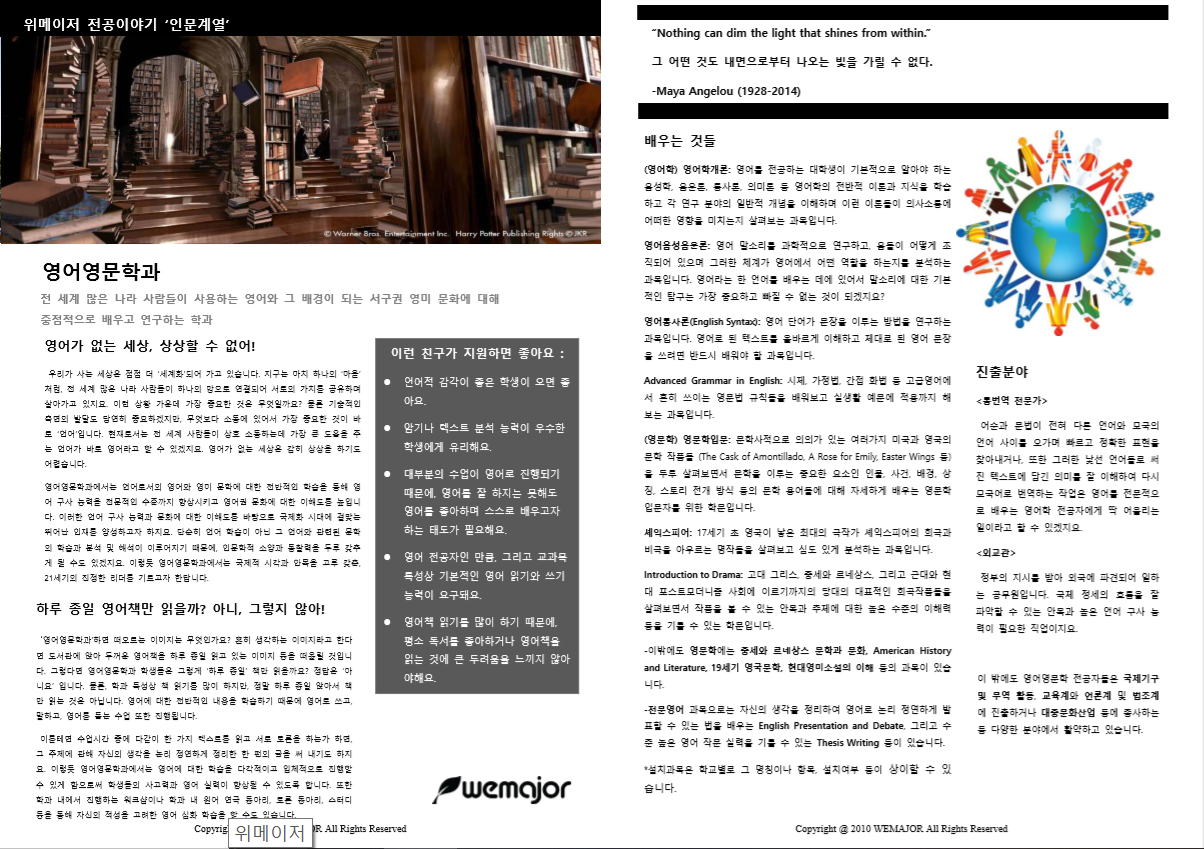 위메이저 전공이야기 '인문계열'
© Warner Bros. Entertainment Inc. Harry Potter Publishing Rights © JKR
영어영문학과
전 세계 많은 나라 사람들이 사용하는 영어와 그 배경이 되는 서구권 영미 문화에 대해
중점적으로 배우고 연구하는 학과
영어가 없는 세상, 상상할 수 없어!
우리가 사는 세상은 점점 더 '세계화'되어 가고 있습니다. 지구는 마치 하나의 '마을'
처럼, 전 세계 많은 나라 사람들이 하나의 망으로 연결되어 서로의 가치를 공유하며
살아가고 있지요. 이런 상황 가운데 가장 중요한 것은 무엇일까요? 물론 기술적인
측면의 발달도 당연히 중요하겠지만, 무엇보다 소통에 있어서 가장 중요한 것이 바
로 '언어'입니다. 현재로서는 전 세계 사람들이 상호 소통하는데 가장 큰 도움을 주
는 언어가 바로 영어라고 할 수 있겠지요. 영어가 없는 세상은 감히 상상을 하기도
어렵습니다.
영어영문학과에서는 언어로서의 영어와 영미 문학에 대한 전반적인 학습을 통해 영
어 구사 능력을 전문적인 수준까지 향상시키고 영어권 문화에 대한 이해도를 높입니
다. 이러한 언어 구사 능력과 문화에 대한 이해도를 바탕으로 국제화 시대에 걸맞는
뛰어난 인재를 양성하고자 하지요. 단순히 언어 학습이 아닌 그 언어와 관련된 문학
의 학습과 분석 및 해석이 이루어지기 때문에, 인문학적 소양과 통찰력을 두루 갖추
게 될 수도 있겠지요. 이렇듯 영어영문학과에서는 국제적 시각과 안목을 고루 갖춘,
21세기의 진정한 리더를 기르고자 한답니다.
하루 종일 영어책만 읽을까? 아니, 그렇지 않아!
'영어영문학과'하면 떠오르는 이미지는 무엇인가요? 흔히 생각하는 이미지라고 한다
면 도서관에 앉아 두꺼운 영어책을 하루 종일 읽고 있는 이미지 등을 떠올릴 것입니
다. 그렇다면 영어영문학과 학생들은 그렇게 '하루 종일' 책만 읽을까요? 정답은 '아
니요' 입니다. 물론, 학과 특성상 책 읽기를 많이 하지만, 정말 하루 종일 앉아서 책
만 읽는 것은 아닙니다. 영어에 대한 전반적인 내용을 학습하기 때문에 영어로 쓰고,
말하고, 영어를 듣는 수업 또한 진행됩니다.
이를테면 수업시간 중에 다같이 한 가지 텍스트를 읽고 서로 토론을 하는가 하면,
그 주제에 관해 자신의 생각을 논리 정연하게 정리한 한 편의 글을 써 내기도 하지
요. 이렇듯 영어영문학과에서는 영어에 대한 학습을 다각적이고 입체적으로 진행할
수 있게 함으로써 학생들의 사고력과 영어 실력이 향상될 수 있도록 합니다. 또한
학과 내에서 진행하는 워크샵이나 학과 내 원어 연극 동아리, 토론 동아리, 스터디
등을 통해 자신의 적성을 고려한 영어 심화 학습을 할 수도 있습니다.
이런 친구가 지원하면 좋아요 :
● 언어적 감각이 좋은 학생이 오면 좋
아요.
● 암기나 텍스트 분석 능력이 우수한
학생에게 유리해요.
● 대부분의 수업이 영어로 진행되기
때문에, 영어를 잘 하지는 못해도
영어를 좋아하며 스스로 배우고자
하는 태도가 필요해요.
● 영어 전공자인 만큼, 그리고 교과목
특성상 기본적인 영어 읽기와 쓰기
능력이 요구돼요.
● 영어책 읽기를 많이 하기 때문에,
평소 독서를 좋아하거나 영어책을
읽는 것에 큰 두려움을 느끼지 않아
야해요.
wemajor
Copyrig OR All Rights Reserved
위메이저
"Nothing can dim the light that shines from within."
그 어떤 것도 내면으로부터 나오는 빛을 가릴 수 없다.
-Maya Angelou (1928-2014)
배우는 것들
(영어학) 영어학개론: 영어를 전공하는 대학생이 기본적으로 알아야 하는
음성학, 음운론, 통사론, 의미론 등 영어학의 전반적 이론과 지식을 학습
하고 각 연구 분야의 일반적 개념을 이해하며 이런 이론들이 의사소통에
어떠한 영향을 미치는지 살펴보는 과목입니다.
영어음성음운론: 영어 말소리를 과학적으로 연구하고, 음들이 어떻게 조
직되어 있으며 그러한 체계가 영어에서 어떤 역할을 하는지를 분석하는
과목입니다. 영어라는 한 언어를 배우는 데에 있어서 말소리에 대한 기본
적인 탐구는 가장 중요하고 빠질 수 없는 것이 되겠지요?
영어통사론(English Syntax): 영어 단어가 문장을 이루는 방법을 연구하는
과목입니다. 영어로 된 텍스트를 올바르게 이해하고 제대로 된 영어 문장
을 쓰려면 반드시 배워야 할 과목입니다.
Advanced Grammar in English: 시제, 가정법, 간접 화법 등 고급영어에
서 흔히 쓰이는 영문법 규칙들을 배워보고 실생활 예문에 적용까지 해
보는 과목입니다.
(영문학) 영문학입문: 문학사적으로 의의가 있는 여러가지 미국과 영국의
문학 작품들 (The Cask of Amontillado, A Rose for Emily, Easter Wings 등)
을 두루 살펴보면서 문학을 이루는 중요한 요소인 인물, 사건, 배경, 상
징, 스토리 전개 방식 등의 문학 용어들에 대해 자세하게 배우는 영문학
입문자를 위한 학문입니다.
셰익스피어: 17세기 초 영국이 낳은 최대의 극작가 셰익스피어의 희극과
비극을 아우르는 명작들을 살펴보고 심도 있게 분석하는 과목입니다.
Introduction to Drama: 고대 그리스, 중세와 르네상스, 그리고 근대와 현
대 포스트모더니즘 사회에 이르기까지의 당대의 대표적인 희곡작품들을
살펴보면서 작품을 볼 수 있는 안목과 주제에 대한 높은 수준의 이해력
등을 기를 수 있는 학문입니다.
-이밖에도 영문학에는 중세와 르네상스 문학과 문화, American History
and Literature, 19세기 영국문학, 현대영미소설의 이해 등의 과목이 있습
니다.
-전문영어 과목으로는 자신의 생각을 정리하여 영어로 논리 정연하게 발
표할 수 있는 법을 배우는 English Presentation and Debate, 그리고 수
준 높은 영어 작문 실력을 기를 수 있는 Thesis Writing 등이 있습니다.
*설치과목은 학교별로 그 명칭이나 항목, 설치여부 등이 상이할 수 있
습니다.
진출분야
<통번역 전문가>
어순과 문법이 전혀 다른 언어와 모국의
언어 사이를 오가며 빠르고 정확한 표현을
찾아내거나, 또한 그러한 낯선 언어들로 써
진 텍스트에 담긴 의미를 잘 이해하여 다시
모국어로 번역하는 작업은 영어를 전문적으
로 배우는 영어학 전공자에게 딱 어울리는
일이라고 할 수 있겠지요.
<외교관>
정부의 지시를 받아 외국에 파견되어 일하
는 공무원입니다. 국제 정세의 흐름을 잘
파악할 수 있는 안목과 높은 언어 구사 능
력이 필요한 직업이지요.
이 밖에도 영어영문학 전공자들은 국제기구
및 무역 활동, 교육계와 언론계 및 법조계
에 진출하거나 대중문화산업 등에 종사하는
등 다양한 분야에서 활약하고 있습니다.
Copyright @ 2010 WEMAJOR All Rights Reserved